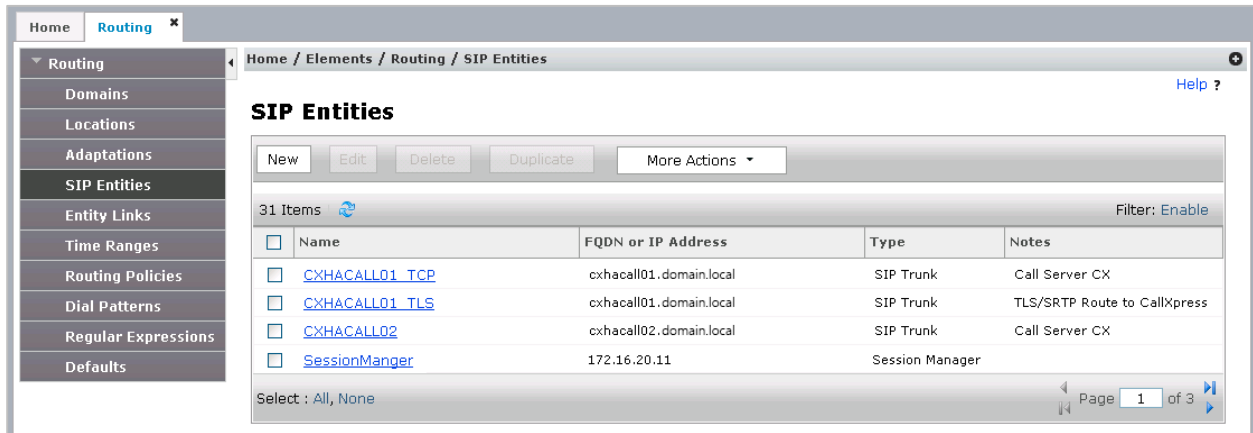 Home Routing ×
Routing
Domains
Locations
Adaptations
SIP Entities
Entity Links
Time Ranges
Routing Policies
Dial Patterns
Regular Expressions
Defaults
Home / Elements / Routing / SIP Entities
Help ?
SIP Entities
New Edit Delete Duplicate More Actions
31 Items Filter: Enable
Name FQDN or IP Address Type Notes
CXHACALL01_TCP cxhacall01.domain.local SIP Trunk Call Server CX
CXHACALL01_TLS cxhacall01.domain.local SIP Trunk TLS/SRTP Route to CallXpress
CXHACALL02 cxhacall02.domain.local SIP Trunk Call Server CX
SessionManger 172.16.20.11 Session Manager
Select : All, None Page 1 of 3